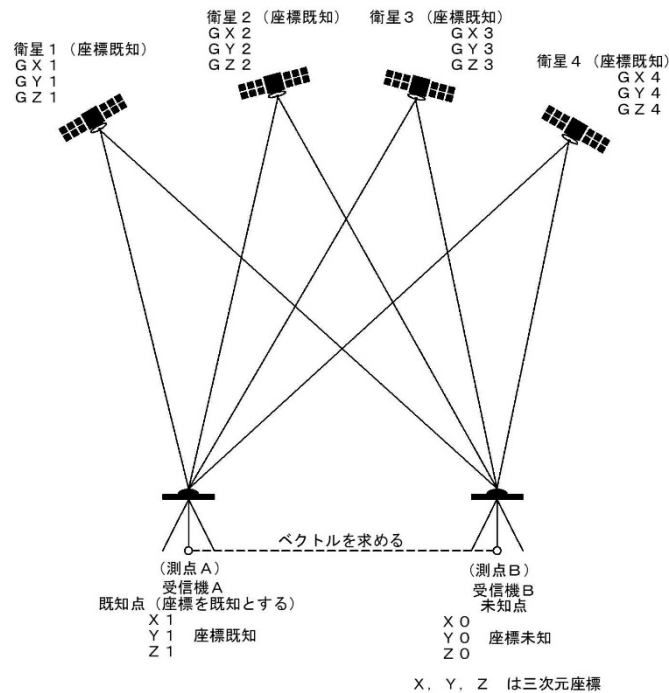 衛星1（座標既知）
GX1
GY1
GZ1
衛星2（座標既知）
GX2
GY2
GZ2
衛星3（座標既知）
GX3
GY3
GZ3
衛星4（座標既知）
GX4
GY4
GZ4
ベクトルを求める
（測点A）
受信機A
既知点（座標を既知とする）
X1
Y1 座標既知
Z1
（測点B）
受信機B
未知点
X0
Y0 座標未知
Z0
X，Y，Z は三次元座標